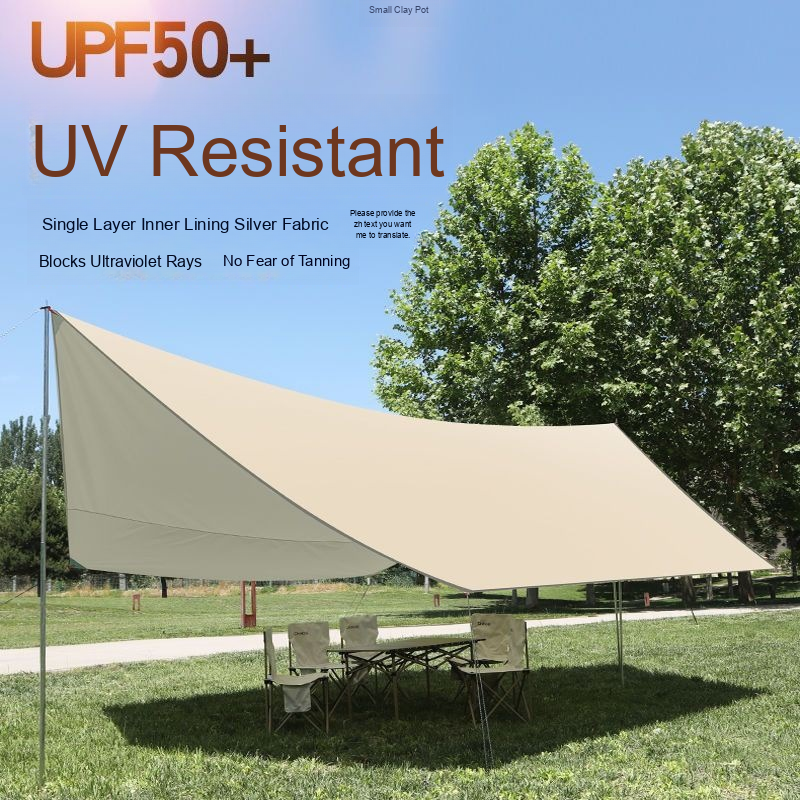 Small Clay Pot
UPF50+
UV Resistant
Single Layer Inner Lining Silver Fabric
Please provide the
zh text you want
me to translate.
Blocks Ultraviolet Rays No Fear of Tanning